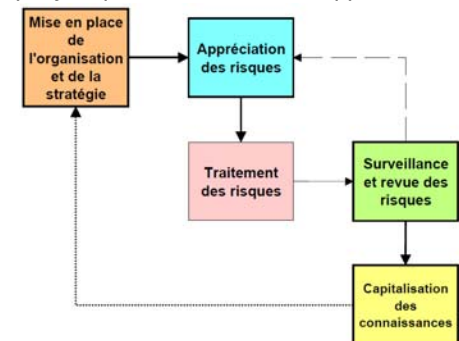 Mise en place
de
l'organisation
et de la
stratégie
Appréciation
des risques
Traitement
des risques
Surveillance
et revue des
risques
Capitalisation
des
connaissances